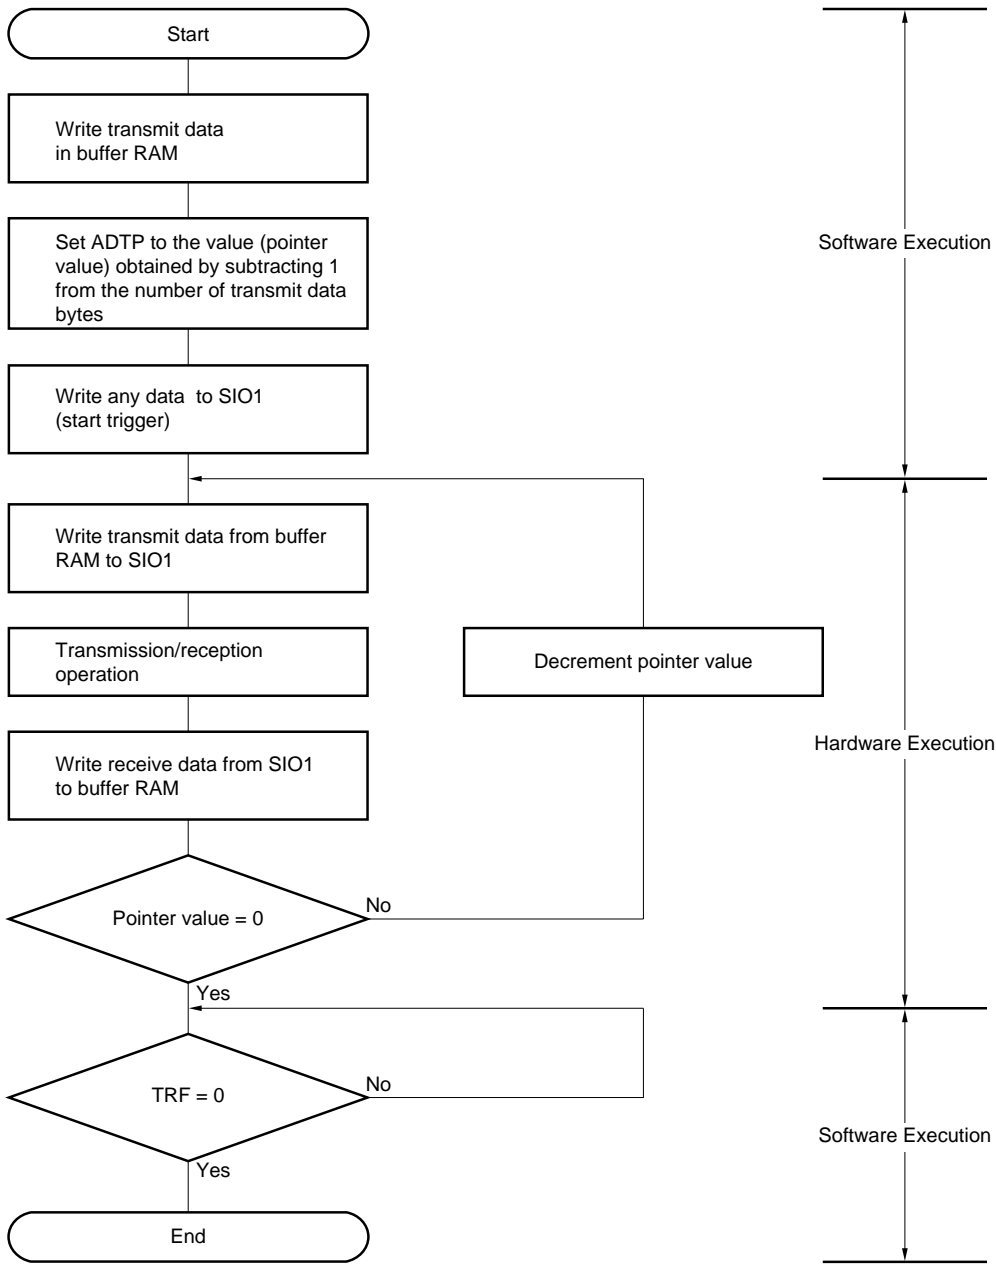 Start
Write transmit data
in buffer RAM
Set ADTP to the value (pointer
value) obtained by subtracting 1
from the number of transmit data
bytes
Software Execution
Write any data  to SIO1
(start trigger)
Write transmit data from buffer
RAM to SIO1
Transmission/reception
operation
Decrement pointer value
Hardware Execution
Write receive data from SIO1
to buffer RAM
Pointer value = 0
No
Yes
TRF = 0
No
Software Execution
Yes
End